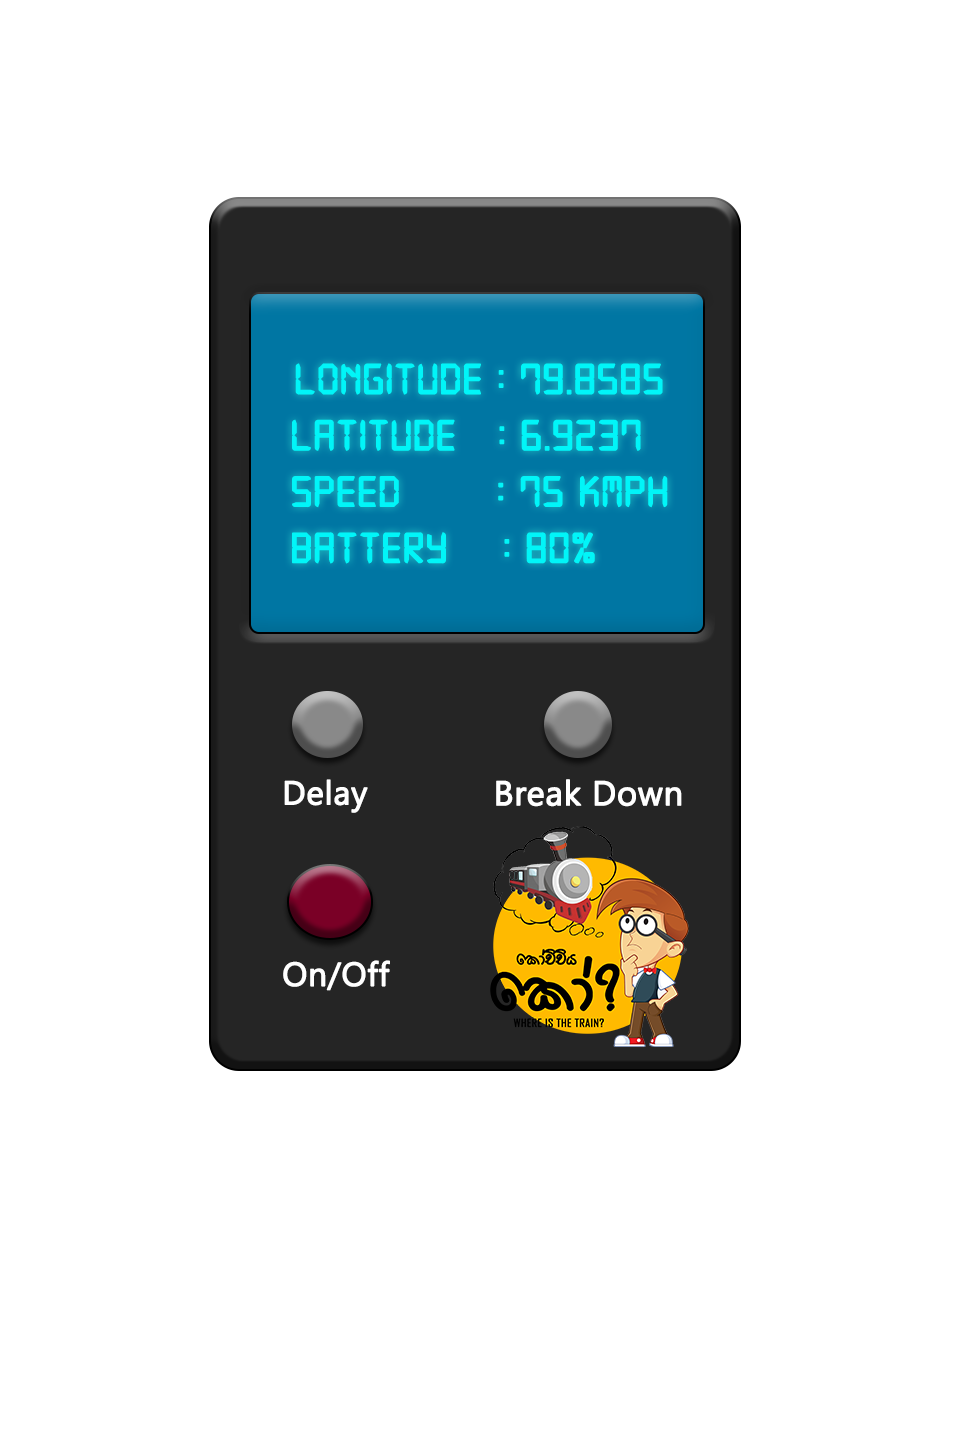 LONGITUDE : 79.8585
LATITUDE : 6.9237
SPEED : 75 KMPH
BATTERY : 80%
Delay
Break Down
On/Off
කෝච්චිය
කෝ?
WHERE IS THE TRAIN?